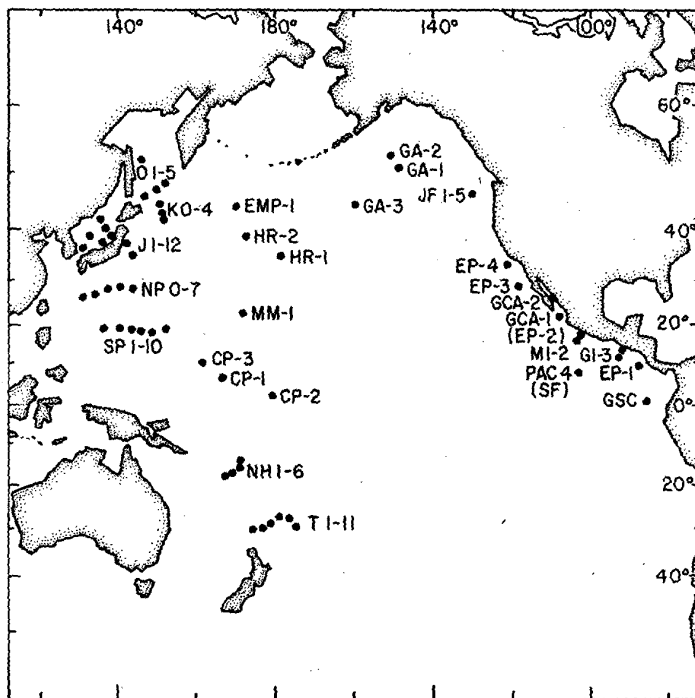 140° 180° 140° 100°
60°
GA-2
O1-5 GA-1
JF1-5
KO-4 EMP-1 GA-3
40°
J1-12 HR-2
HR-1 EP-4
EP-3
NPO-7 GCA-2
MM-1 GCA-1
20°
SP1-10 (EP-2)
M1-2 G1-3
CP-3 PAC4 EP-1
CP-1 (SF)
CP-2 GSC 0°
NH1-6 20°
T1-11
40°